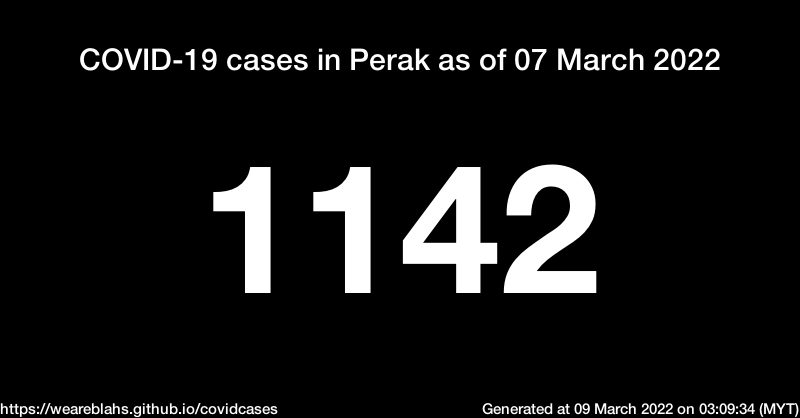 COVID-19 cases in Perak as of 07 March 2022
1142
https://weareblahs.github.io/covidcases
Generated at 09 March 2022 on 03:09:34 (MYT)